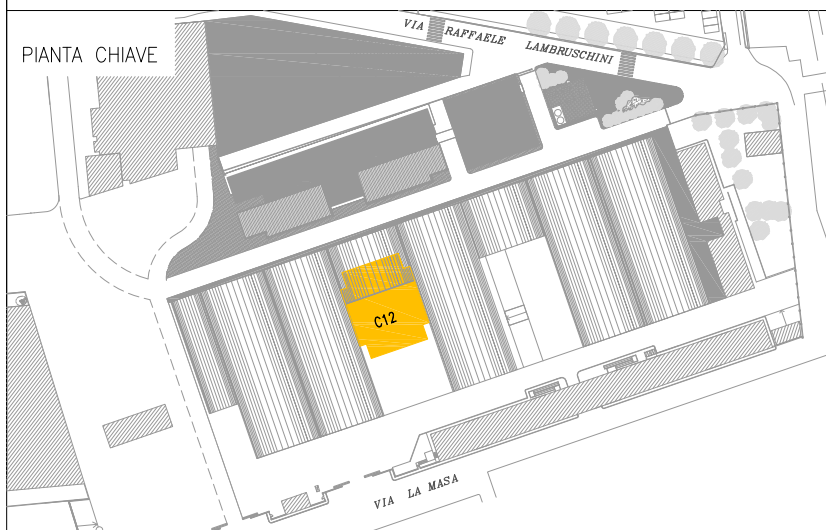 PIANTA CHIAVE
VIA RAFFAELE LAMBRUSCHINI
C12
VIA LA MASA